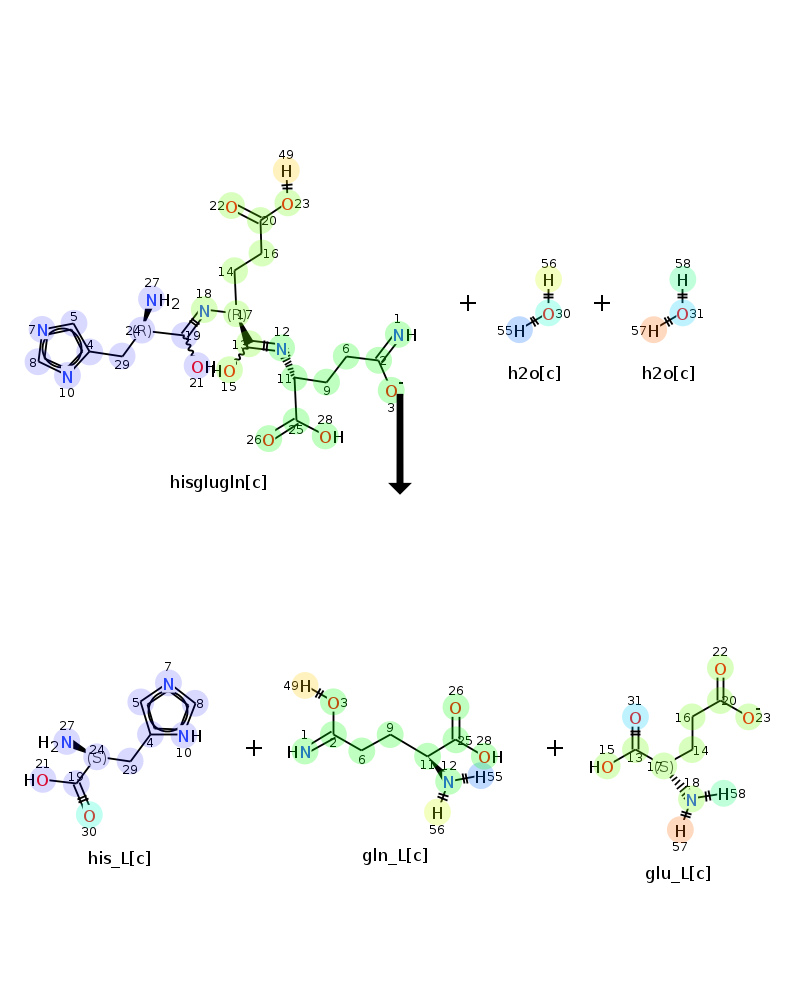 49
H
22 O O 23
20
16
14
27
NH2
18
N (R) 17
1
NH
5
7 N
24 (R)
19
13
12
N
4
8
N
10
29
OH
21
HO
15
11
9
6
2
O-
3
25
26 O
28
OH
hisglugln[c]
+
56
H
O 30
55 H
h2o[c]
+
58
H
O 31
57 H
h2o[c]
7
N
5
8
NH
10
4
27
H2N
24
(S)
29
21
HO
19
O
30
his_L[c]
+
49 H
O 3
1
HN
2
6
9
26
O
25
28
OH
11
12
N
H 55
H
56
gln_L[c]
+
22
O
20
O- 23
16
14
31
O
15
HO
13
17 (S)
18
N
H 58
H
57
glu_L[c]